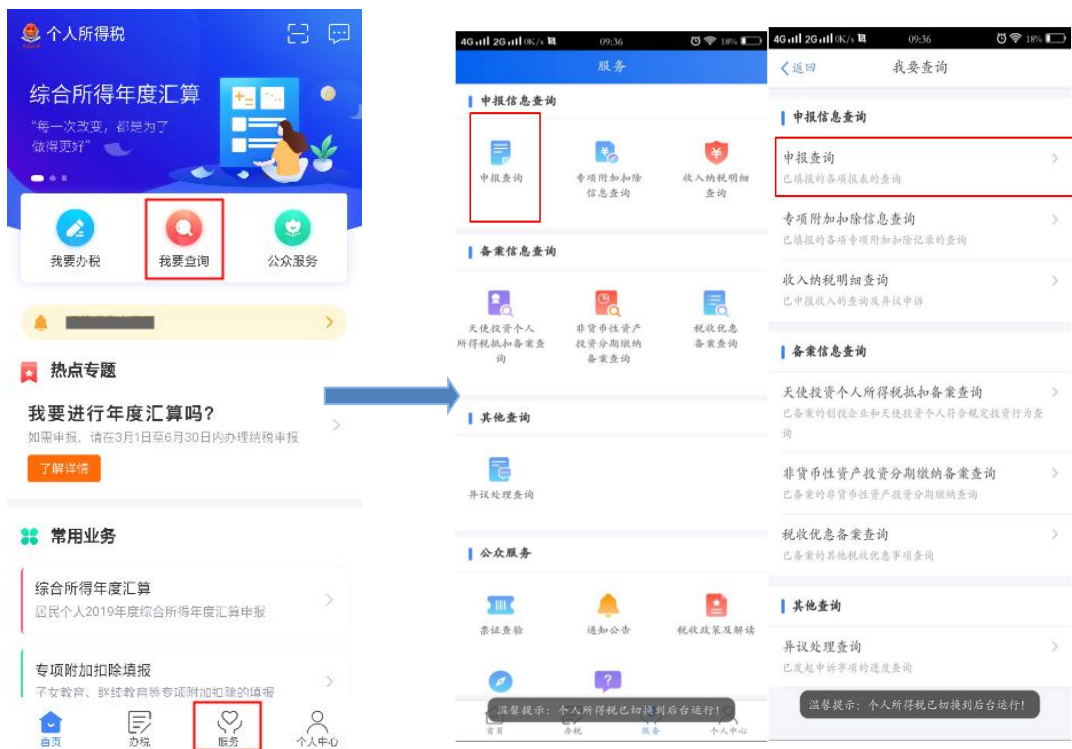 个人所得税
综合所得年度汇算
“每一次改变，都是为了
做得更好”
我要办税
我要查询
公众服务
热点专题
我要进行年度汇算吗？
如需申报，请在3月1日至6月30日内办理纳税申报
了解详情
常用业务
综合所得年度汇算
居民个人2019年度综合所得年度汇算申报
专项附加扣除填报
子女教育、继续教育等专项附加扣除的填报
首页
办税
服务
个人中心
4G 2G 0K/s 09:36 18%
服务
申报信息查询
申报查询
专项附加扣除
信息查询
收入纳税明细
查询
备案信息查询
天使投资个人
所得税抵扣备案查
询
非货币性资产
投资分期缴纳
备案查询
税收优惠
备案查询
其他查询
异议处理查询
公众服务
票证查验
通知公告
税收政策及解读
温馨提示：个人所得税已切换到后台运行！
首页
办税
服务
个人中心
4G 2G 0K/s 09:36 18%
返回
我要查询
申报信息查询
申报查询
已填报的各项报表的查询
专项附加扣除信息查询
已填报的各项专项附加扣除记录的查询
收入纳税明细查询
已申报收入的查询及异议申诉
备案信息查询
天使投资个人所得税抵扣备案查询
已备案的创投企业和天使投资个人符合规定投资行为查
询
非货币性资产投资分期缴纳备案查询
已备案的非货币性资产投资分期缴纳查询
税收优惠备案查询
已备案的其他税收优惠事项查询
其他查询
异议处理查询
已发起申诉事项的进度查询
温馨提示：个人所得税已切换到后台运行！